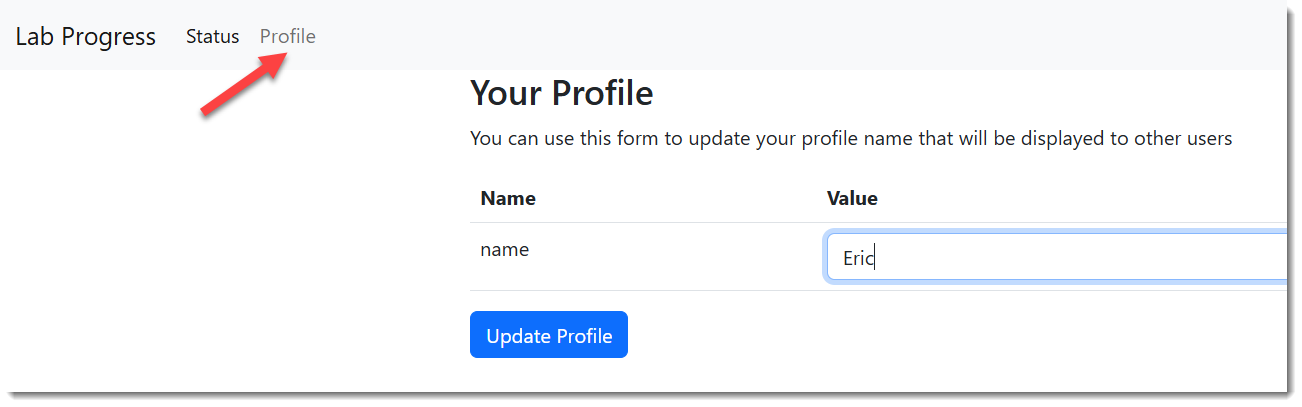 Lab Progress Status Profile
Your Profile
You can use this form to update your profile name that will be displayed to other users
Name Value
name Eric
Update Profile